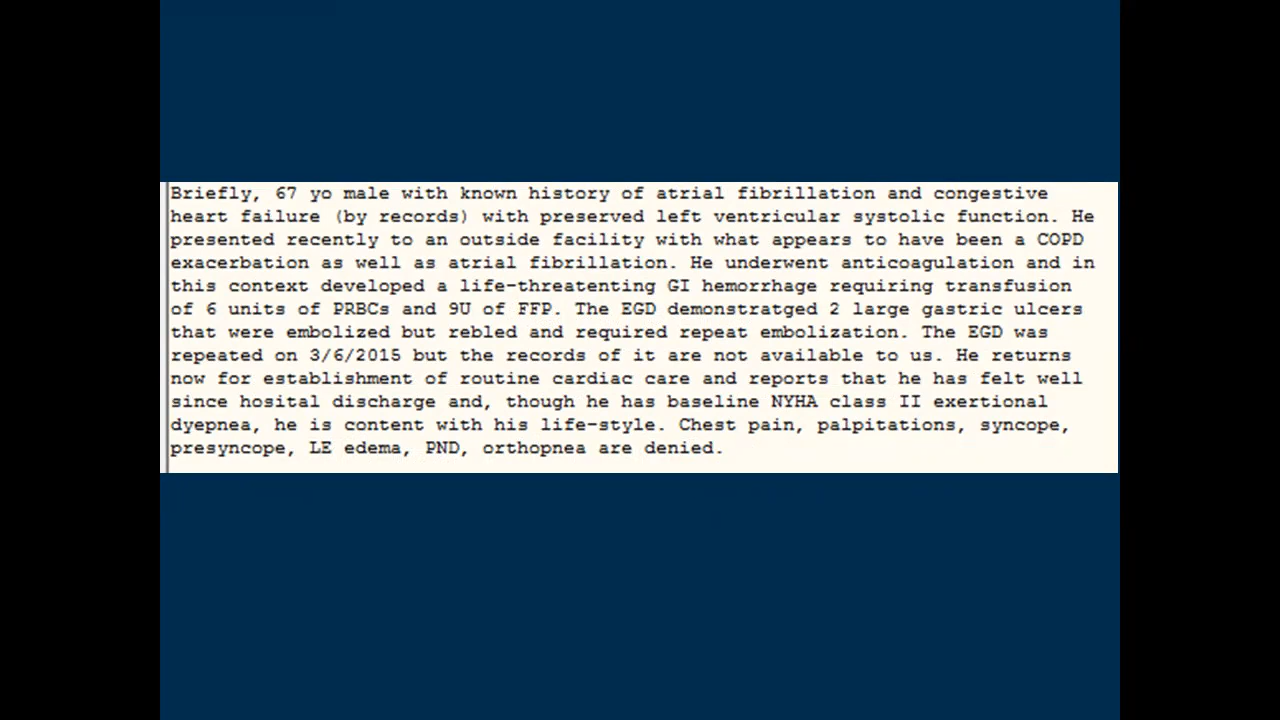 Briefly, 67 yo male with known history of atrial fibrillation and congestive
heart failure (by records) with preserved left ventricular systolic function. He
presented recently to an outside facility with what appears to have been a COPD
exacerbation as well as atrial fibrillation. He underwent anticoagulation and in
this context developed a life-threatenting GI hemorrhage requiring transfusion
of 6 units of PRBCs and 9U of FFP. The EGD demonstratged 2 large gastric ulcers
that were embolized but rebled and required repeat embolization. The EGD was
repeated on 3/6/2015 but the records of it are not available to us. He returns
now for establishment of routine cardiac care and reports that he has felt well
since hosital discharge and, though he has baseline NYHA class II exertional
dyepnea, he is content with his life-style. Chest pain, palpitations, syncope,
presyncope, LE edema, PND, orthopnea are denied.